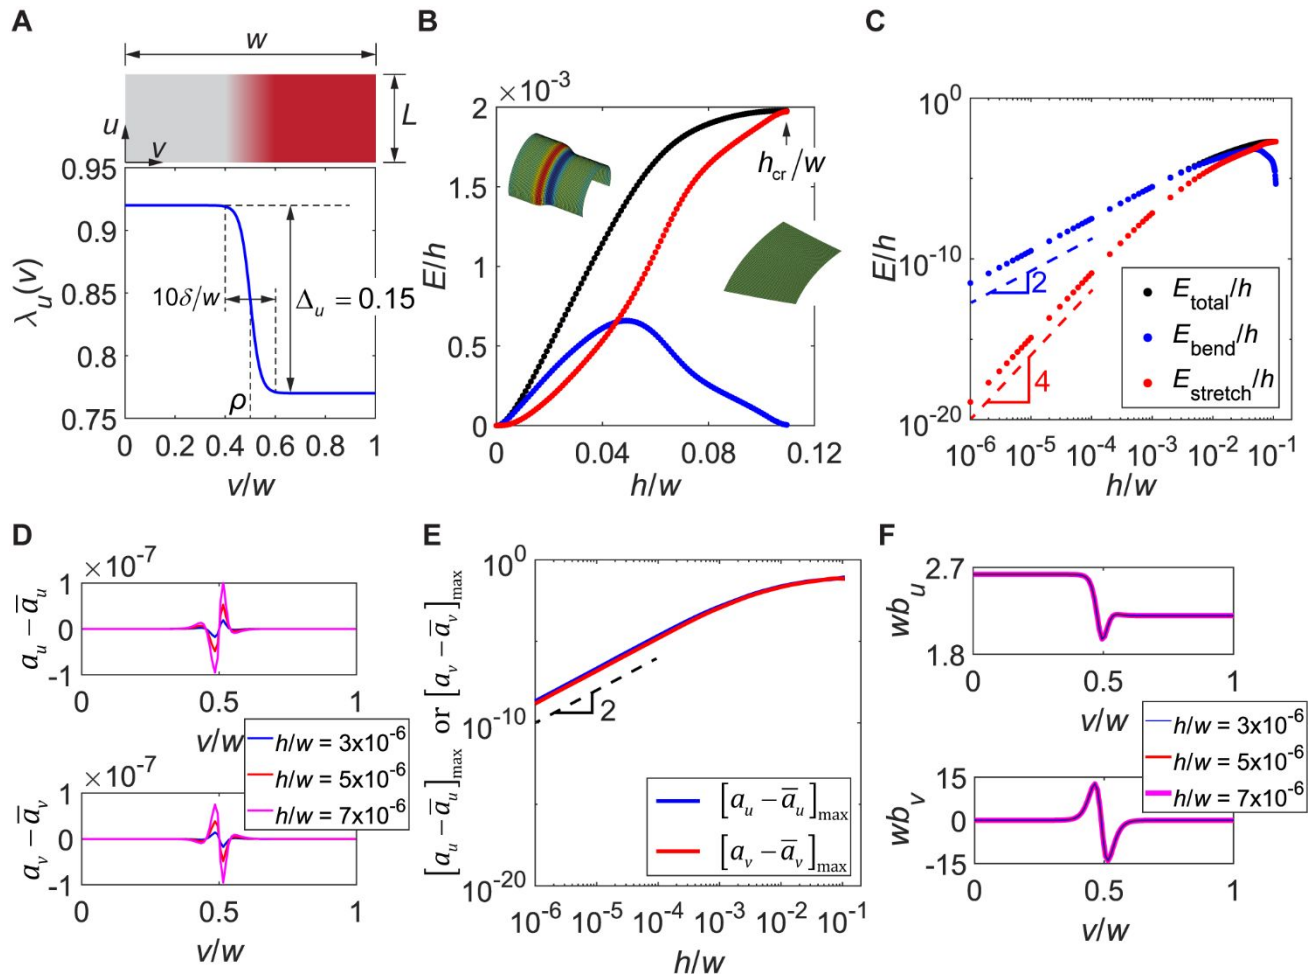 A
w
L
u
v
0.95
0.9
0.85
0.8
0.75
λu(v)
10δ/w
Δu = 0.15
ρ
0 0.2 0.4 0.6 0.8 1
v/w
B
×10-3
2
1.5
1
0.5
0
E/h
hcr/w
0 0.04 0.08 0.12
h/w
C
100
10-10
10-20
E/h
2
4
Etotal/h
Ebend/h
Estretch/h
10-6 10-5 10-4 10-3 10-2 10-1
h/w
D
×10-7
1
0
-1
au − āu
0 0.5 1
v/w
h/w = 3x10-6
h/w = 5x10-6
h/w = 7x10-6
×10-7
1
0
-1
av − āv
0 0.5 1
v/w
E
100
10-10
10-20
[au − āu]max or [av − āv]max
2
[au − āu]max
[av − āv]max
10-6 10-5 10-4 10-3 10-2 10-1
h/w
F
2.7
1.8
wbu
0 0.5 1
v/w
h/w = 3x10-6
h/w = 5x10-6
h/w = 7x10-6
15
0
-15
wbv
0 0.5 1
v/w